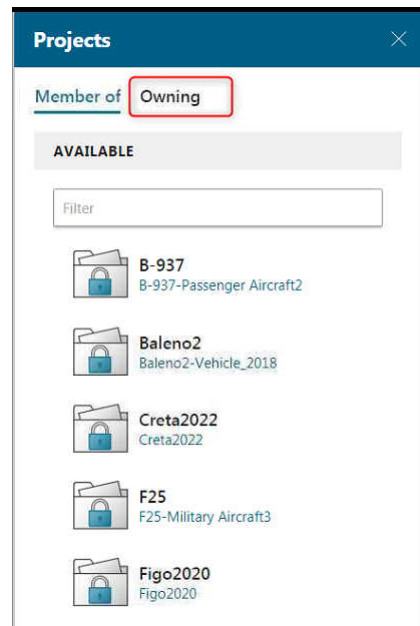 Projects
Member of Owning
AVAILABLE
Filter
B-937
B-937-Passenger Aircraft2
Baleno2
Baleno2-Vehicle_2018
Creta2022
Creta2022
F25
F25-Military Aircraft3
Figo2020
Figo2020